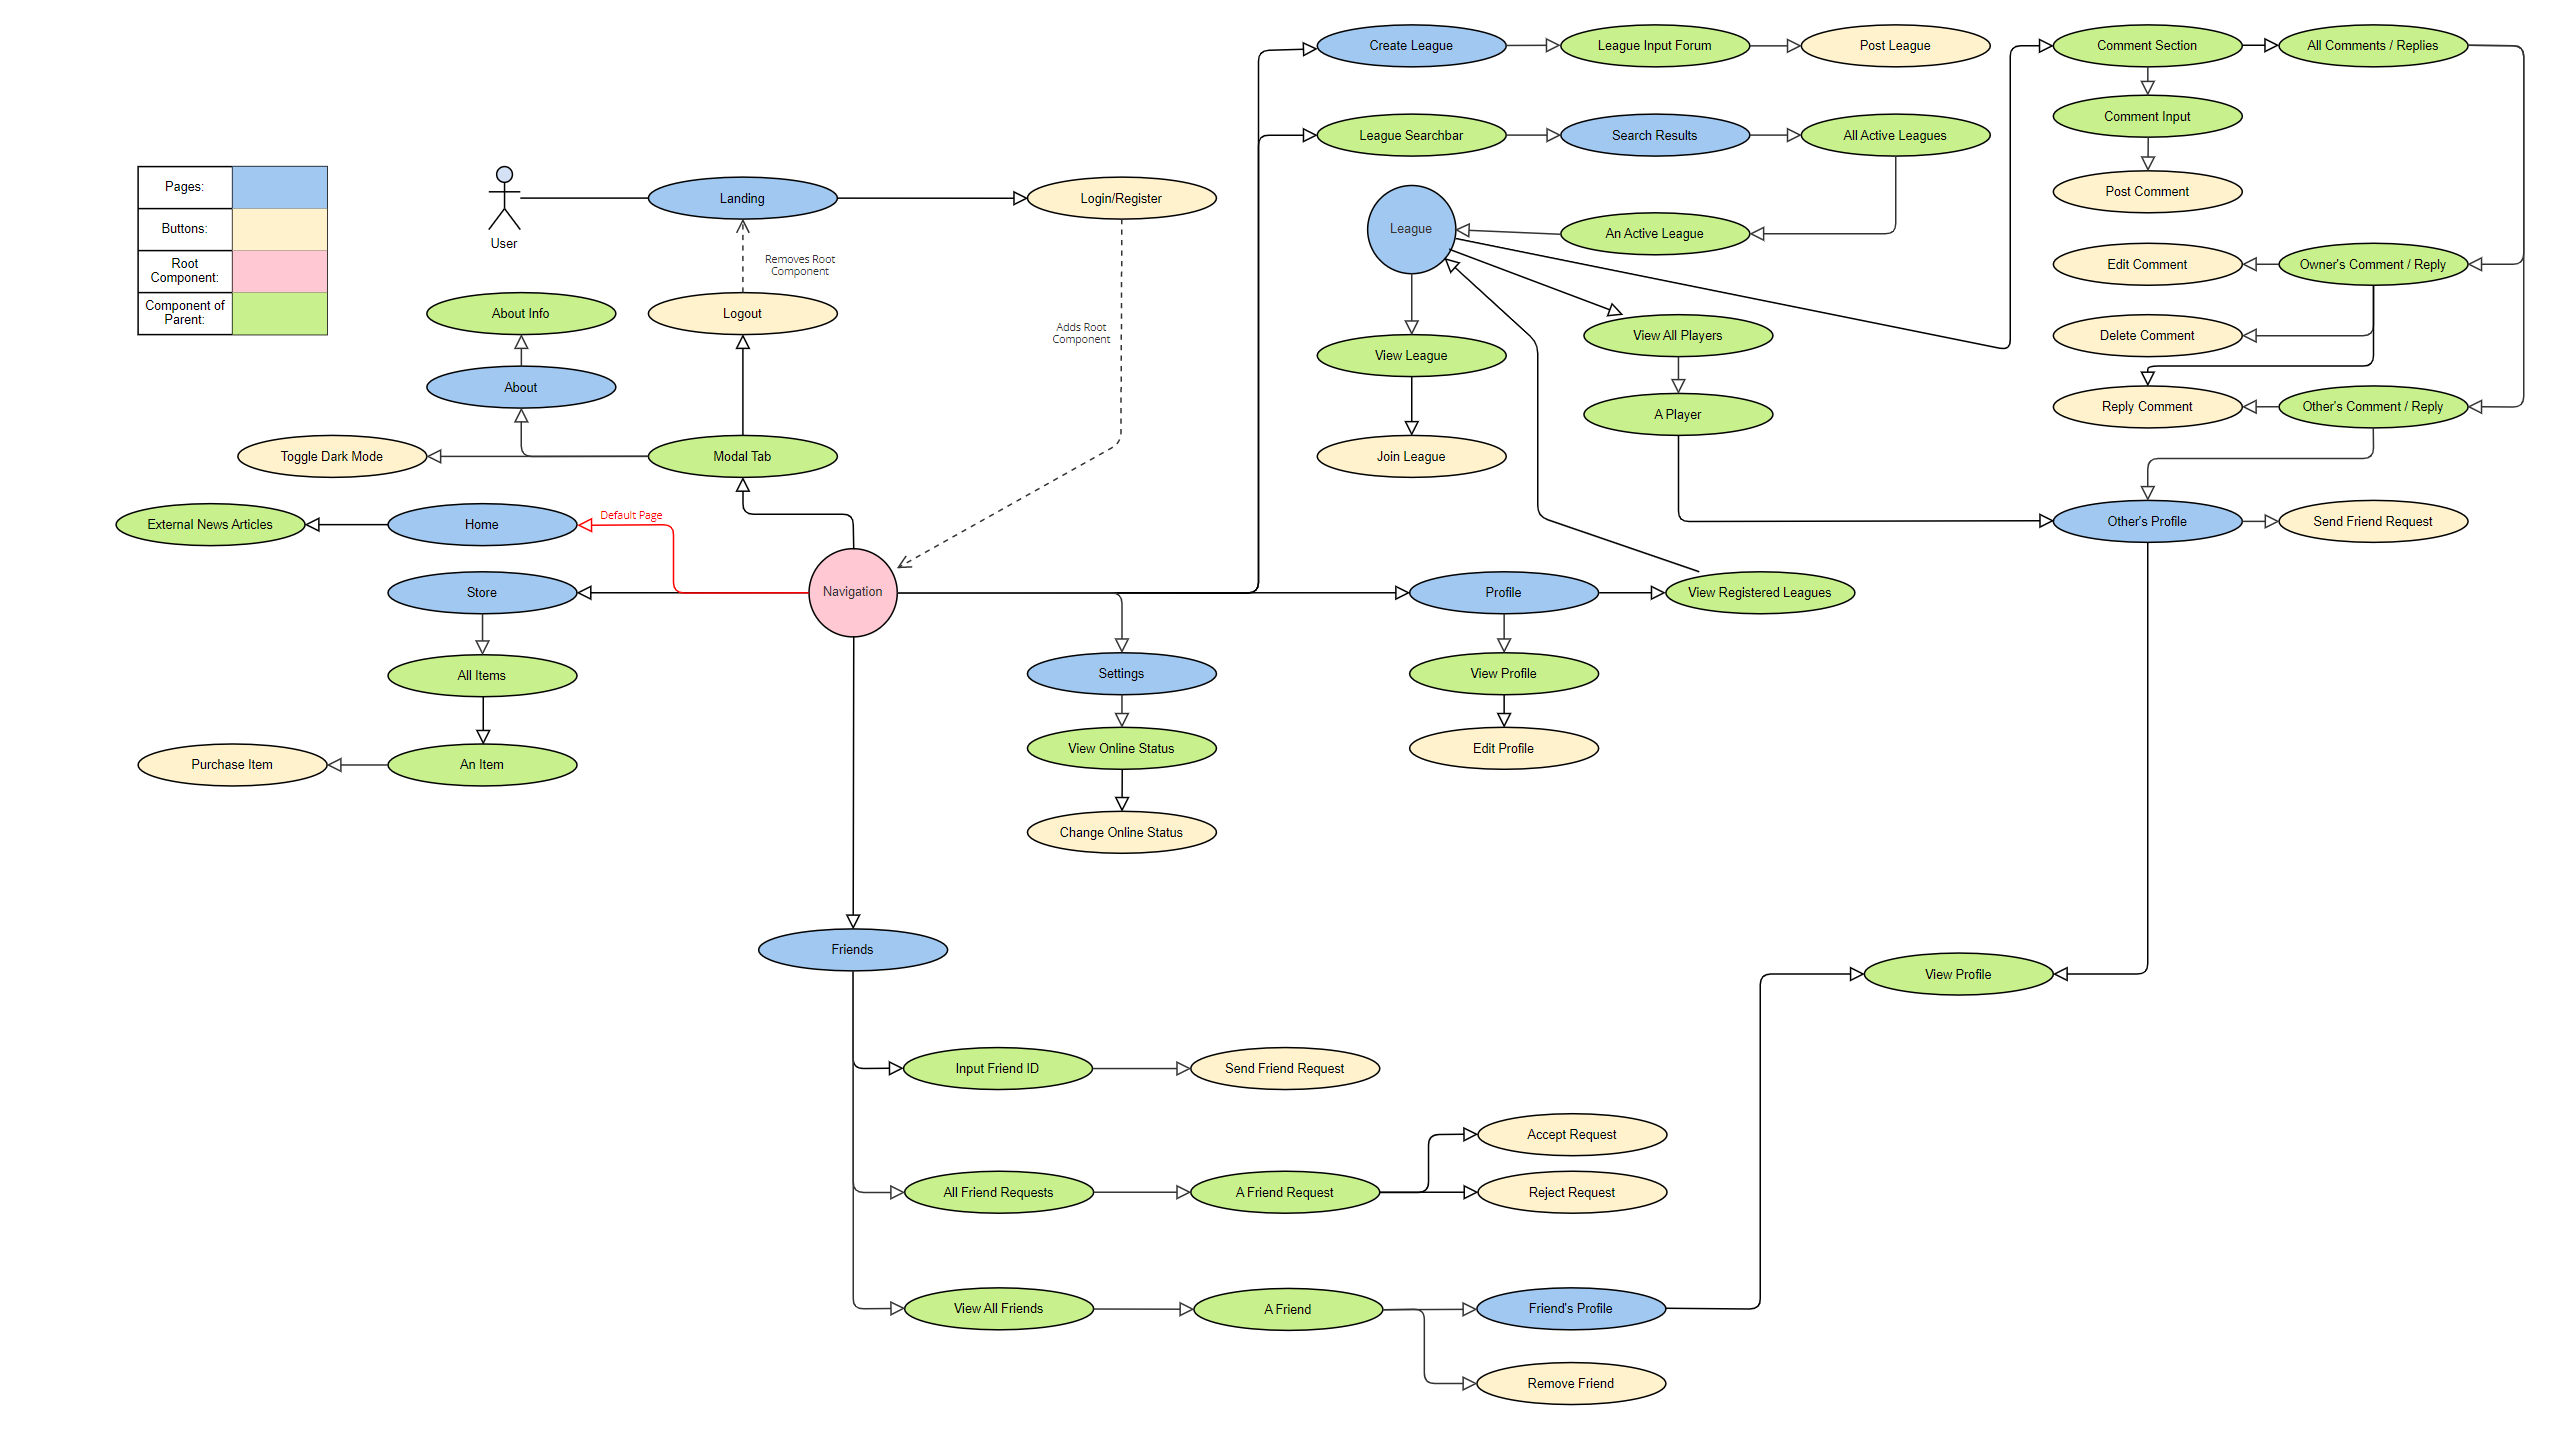 Create League
League Input Forum
Post League
Comment Section
All Comments / Replies
Comment Input
League Searchbar
Search Results
All Active Leagues
Pages:
Buttons:
Root
Component:
Component of
Parent:
User
Landing
Login/Register
Post Comment
League
An Active League
Removes Root
Component
Edit Comment
Owner's Comment / Reply
About Info
Logout
Adds Root
Component
View League
View All Players
Delete Comment
About
A Player
Reply Comment
Other's Comment / Reply
Toggle Dark Mode
Modal Tab
Join League
External News Articles
Home
Default Page
Other's Profile
Send Friend Request
Store
Navigation
Profile
View Registered Leagues
All Items
Settings
View Profile
Purchase Item
An Item
View Online Status
Edit Profile
Change Online Status
Friends
View Profile
Input Friend ID
Send Friend Request
Accept Request
All Friend Requests
A Friend Request
Reject Request
View All Friends
A Friend
Friend's Profile
Remove Friend